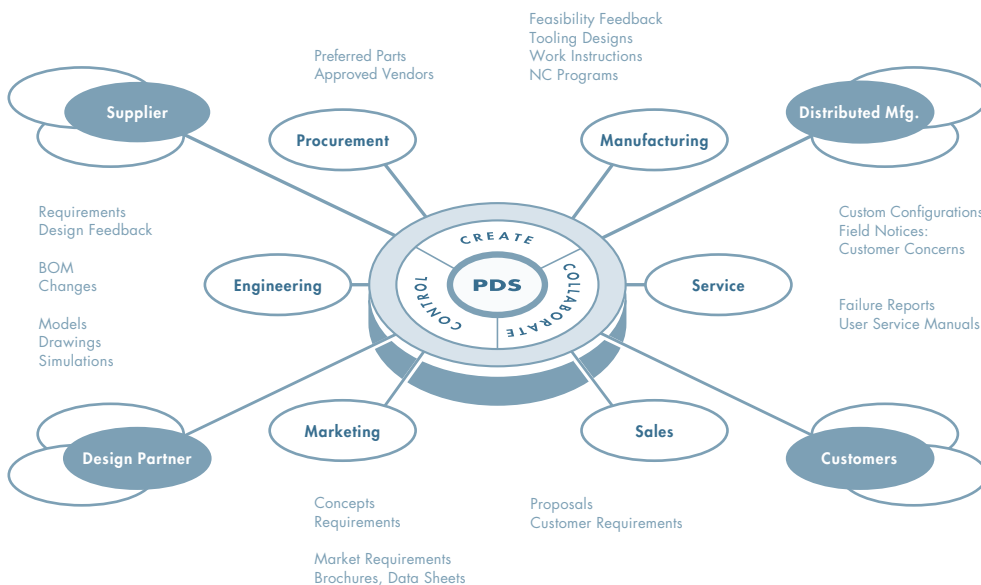 Feasibility Feedback
Tooling Designs
Work Instructions
NC Programs
Preferred Parts
Approved Vendors
Supplier
Distributed Mfg.
Procurement
Manufacturing
Requirements
Design Feedback
BOM
Changes
Models
Drawings
Simulations
Custom Configurations
Field Notices:
Customer Concerns
Failure Reports
User Service Manuals
CREATE
Engineering
PDS
Service
CONTROL
COLLABORATE
Marketing
Sales
Design Partner
Customers
Concepts
Requirements
Market Requirements
Brochures, Data Sheets
Proposals
Customer Requirements